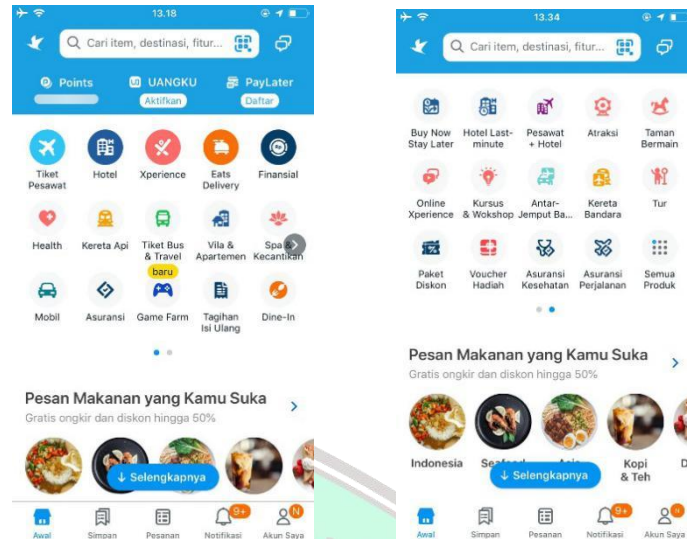 13.18
Cari item, destinasi, fitur...
Points
UANGKU
PayLater
Aktifkan
Daftar
Tiket
Pesawat
Hotel
Xperience
Eats
Delivery
Finansial
Health
Kereta Api
Tiket Bus
& Travel
Vila &
Apartemen
Spa &
Kecantikan
baru
Mobil
Asuransi
Game Farm
Tagihan
Isi Ulang
Dine-In
Pesan Makanan yang Kamu Suka
Gratis ongkir dan diskon hingga 50%
Selengkapnya
9+
N
Awal
Simpan
Pesanan
Notifikasi
Akun Saya
13.34
Cari item, destinasi, fitur...
Buy Now
Stay Later
Hotel Last-
minute
Pesawat
+ Hotel
Atraksi
Taman
Bermain
Online
Xperience
Kursus
& Wokshop
Antar-
Jemput Ba...
Kereta
Bandara
Tur
Paket
Diskon
Voucher
Hadiah
Asuransi
Kesehatan
Asuransi
Perjalanan
Semua
Produk
Pesan Makanan yang Kamu Suka
Gratis ongkir dan diskon hingga 50%
Indonesia
Kopi
& Teh
D
Selengkapnya
9+
N
Awal
Simpan
Pesanan
Notifikasi
Akun Saya